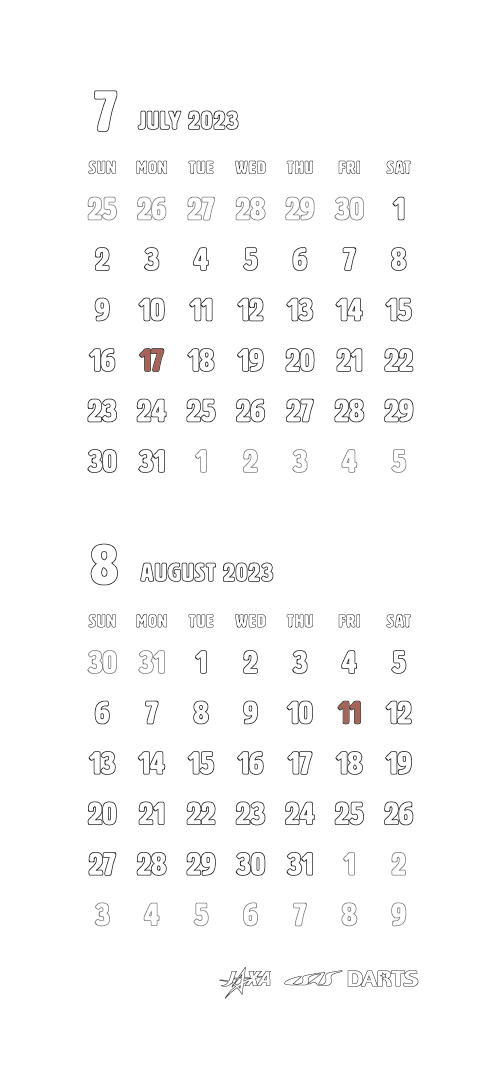 7 JULY 2023
SUN MON TUE WED THU FRI SAT
25 26 27 28 29 30 1
2 3 4 5 6 7 8
9 10 11 12 13 14 15
16 17 18 19 20 21 22
23 24 25 26 27 28 29
30 31 1 2 3 4 5
8 AUGUST 2023
SUN MON TUE WED THU FRI SAT
30 31 1 2 3 4 5
6 7 8 9 10 11 12
13 14 15 16 17 18 19
20 21 22 23 24 25 26
27 28 29 30 31 1 2
3 4 5 6 7 8 9
JAXA ISAS DARTS